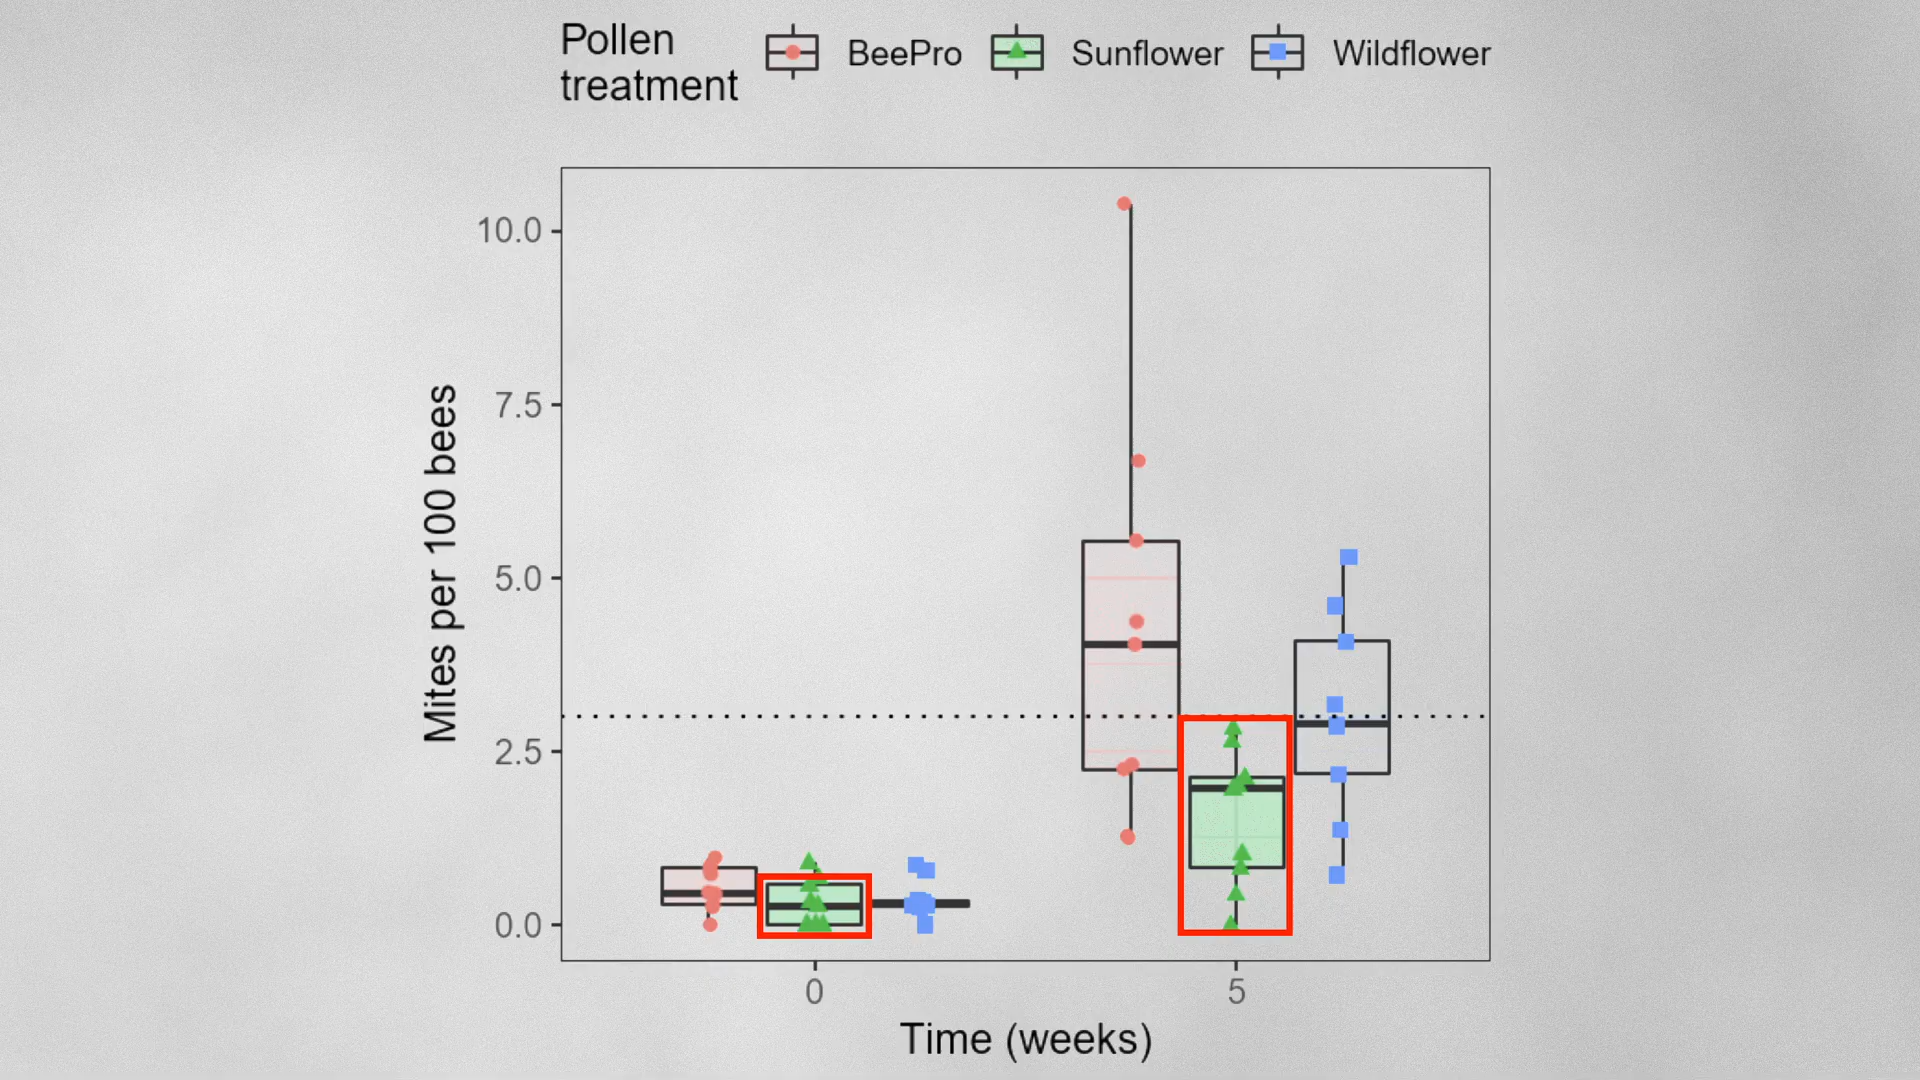 Pollen
treatment
BeePro
Sunflower
Wildflower
10.0
7.5
5.0
2.5
0.0
Mites per 100 bees
0
5
Time (weeks)